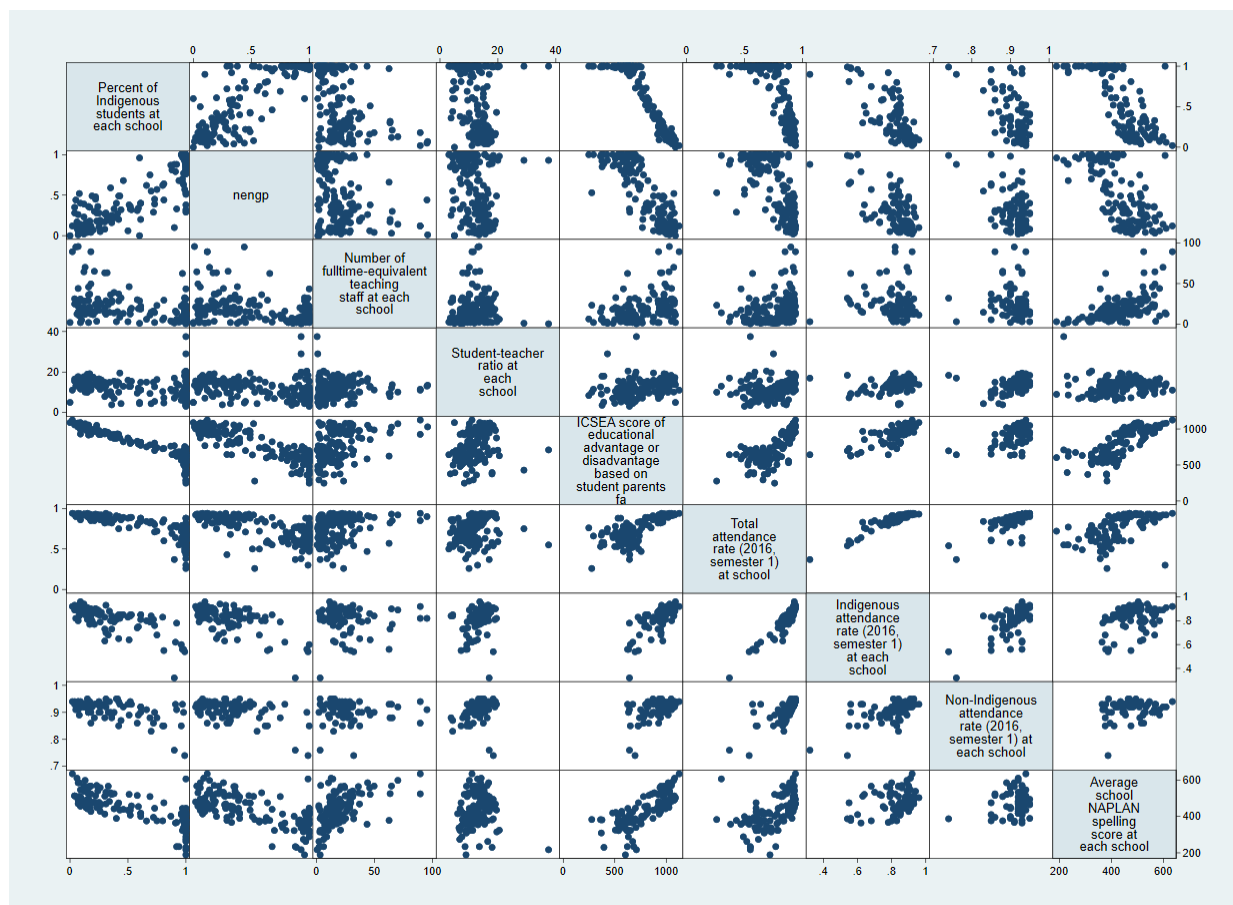 0 .5 1 0 20 40 0 .5 1 .7 .8 .9 1
Percent of
Indigenous
students at
each school
1
.5
0
1
.5
0
nengp
Number of
fulltime-equivalent
teaching
staff at each
school
100
50
0
40
20
0
Student-teacher
ratio at
each
school
ICSEA score of
educational
advantage or
disadvantage
based on
student parents
fa
1000
500
0
1
.5
0
Total
attendance
rate (2016,
semester 1)
at school
Indigenous
attendance
rate (2016,
semester 1)
at each
school
1
.8
.6
.4
1
.9
.8
.7
Non-Indigenous
attendance
rate (2016,
semester 1) at
each school
Average
school
NAPLAN
spelling
score at
each school
600
400
200
0 .5 1 0 50 100 0 500 1000 .4 .6 .8 1 200 400 600